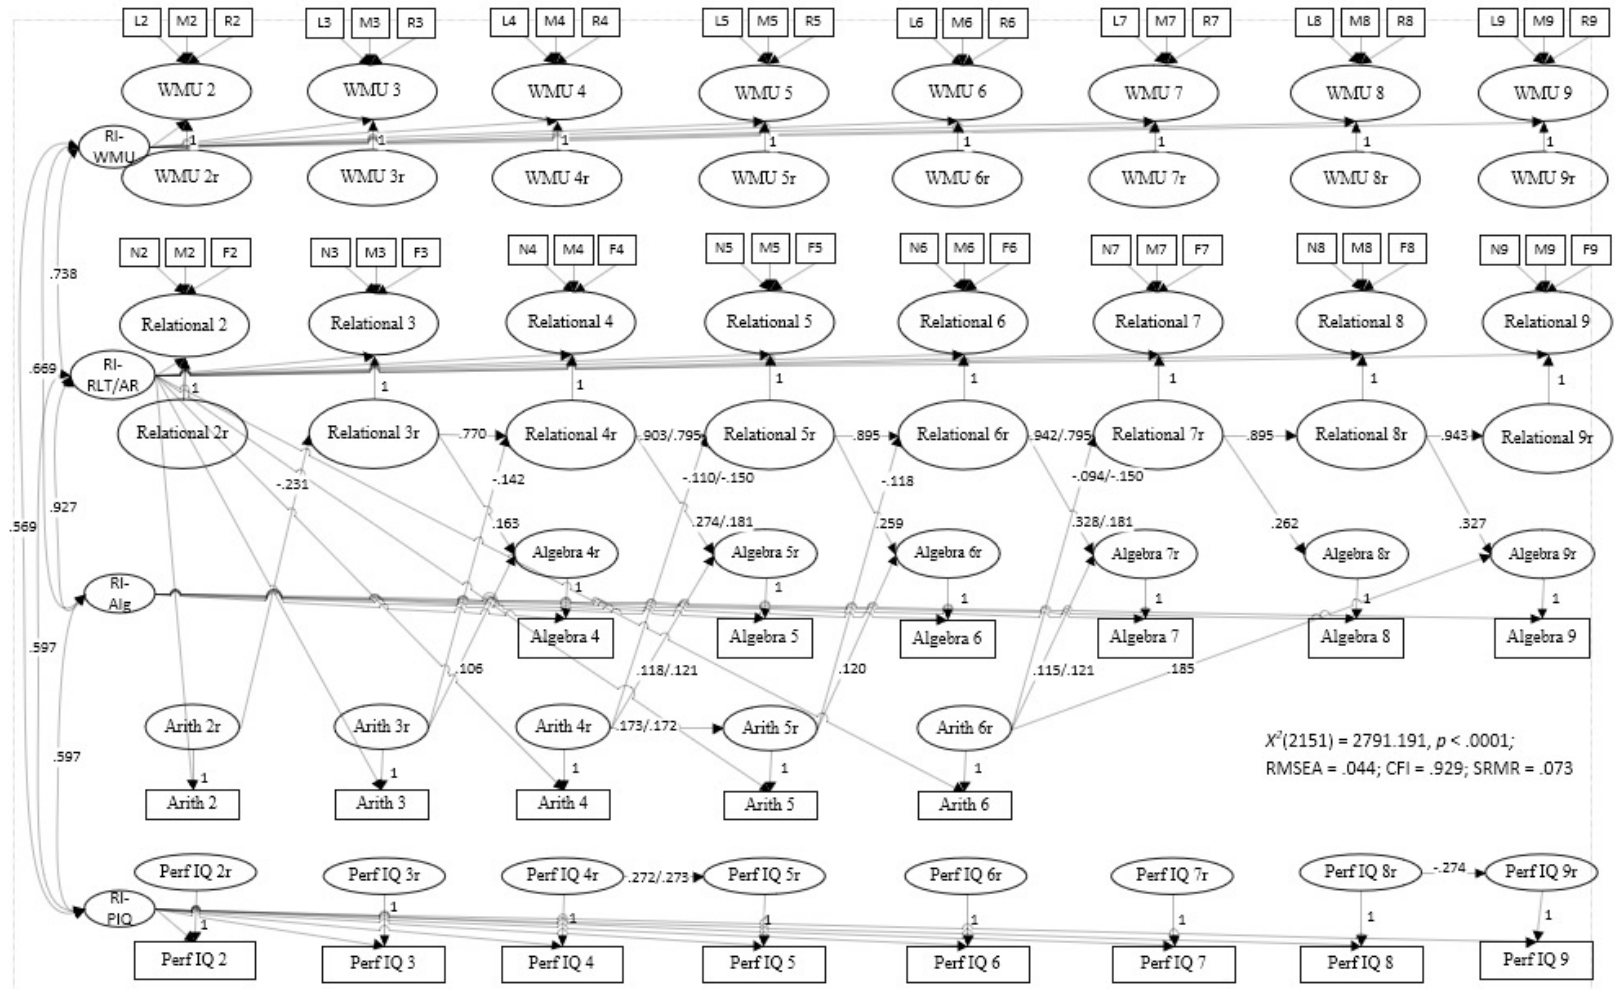 L2 M2 R2 L3 M3 R3 L4 M4 R4 L5 M5 R5 L6 M6 R6 L7 M7 R7 L8 M8 R8 L9 M9 R9
WMU 2 WMU 3 WMU 4 WMU 5 WMU 6 WMU 7 WMU 8 WMU 9
RI-
WMU
1 1 1 1 1 1 1 1
WMU 2r WMU 3r WMU 4r WMU 5r WMU 6r WMU 7r WMU 8r WMU 9r
N2 M2 F2 N3 M3 F3 N4 M4 F4 N5 M5 F5 N6 M6 F6 N7 M7 F7 N8 M8 F8 N9 M9 F9
.738
Relational 2 Relational 3 Relational 4 Relational 5 Relational 6 Relational 7 Relational 8 Relational 9
.669
RI-
RLT/AR
1 1 1 1 1 1 1 1
Relational 2r Relational 3r .770 Relational 4r .903/.795 Relational 5r .895 Relational 6r .942/.795 Relational 7r .895 Relational 8r .943 Relational 9r
-.231 -.142 -.110/-.150 -.118 -.094/-.150
.927
.569 .163 .274/.181 .259 .328/.181 .262 .327
Algebra 4r Algebra 5r Algebra 6r Algebra 7r Algebra 8r Algebra 9r
RI-
Alg
1 1 1 1 1 1
Algebra 4 Algebra 5 Algebra 6 Algebra 7 Algebra 8 Algebra 9
.597
.106 .118/.121 .120 .115/.121 .185
Arith 2r Arith 3r Arith 4r .173/.172 Arith 5r Arith 6r
.597
1 1 1 1 1
Arith 2 Arith 3 Arith 4 Arith 5 Arith 6
X²(2151) = 2791.191, p < .0001;
RMSEA = .044; CFI = .929; SRMR = .073
Perf IQ 2r Perf IQ 3r Perf IQ 4r .272/.273 Perf IQ 5r Perf IQ 6r Perf IQ 7r Perf IQ 8r -.274 Perf IQ 9r
RI-
PIQ
1 1 1 1 1 1 1 1
Perf IQ 2 Perf IQ 3 Perf IQ 4 Perf IQ 5 Perf IQ 6 Perf IQ 7 Perf IQ 8 Perf IQ 9